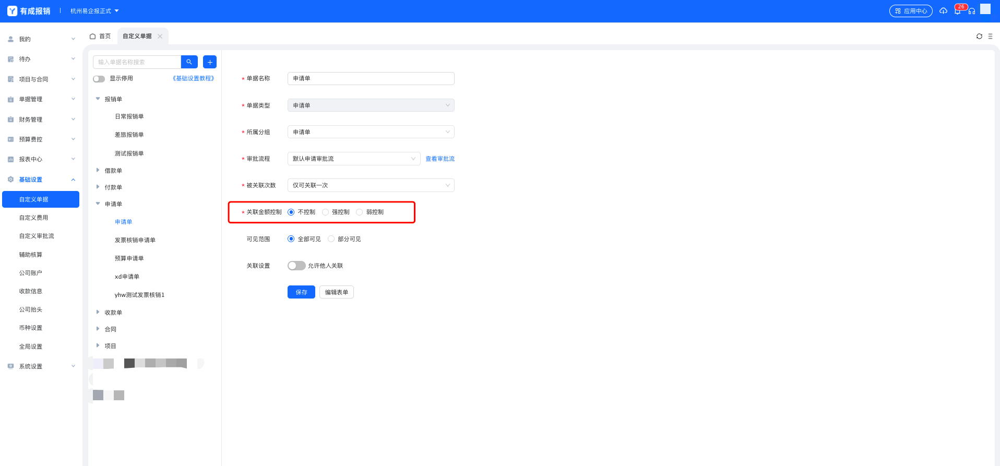 有成报销
杭州易企报正式
应用中心
26
我的
待办
项目与合同
单据管理
财务管理
预算费控
报表中心
基础设置
自定义单据
自定义费用
自定义审批流
辅助核算
公司账户
收款信息
公司抬头
币种设置
全局设置
系统设置
首页
自定义单据
输入单据名称搜索
显示停用
《基础设置教程》
报销单
日常报销单
差旅报销单
测试报销单
借款单
付款单
申请单
申请单
发票核销申请单
预算申请单
xd申请单
yhw测试发票核销1
收款单
合同
项目
* 单据名称 申请单
* 单据类型 申请单
* 所属分组 申请单
* 审批流程 默认申请审批流 查看审批流
* 被关联次数 仅可关联一次
* 关联金额控制 不控制 强控制 弱控制
可见范围 全部可见 部分可见
关联设置 允许他人关联
保存 编辑表单